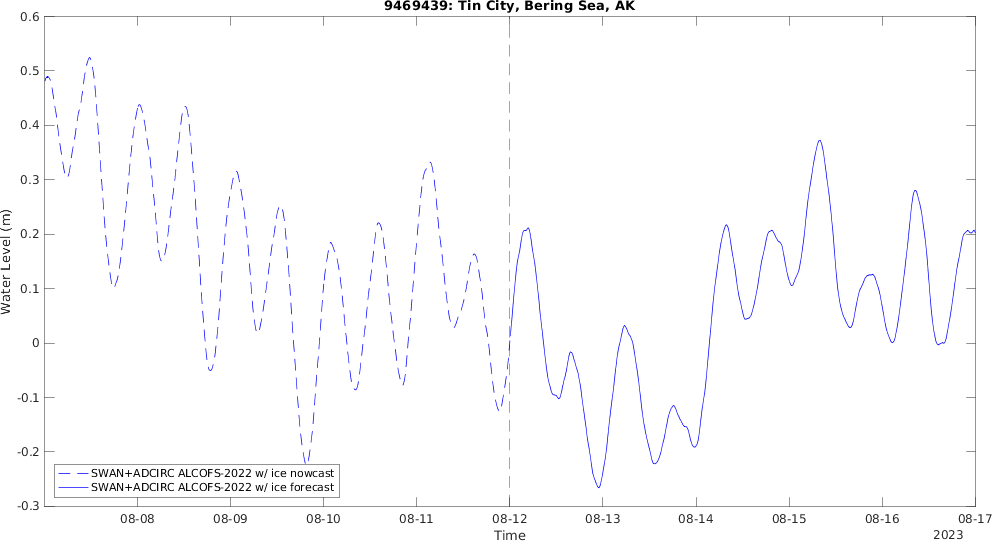 9469439: Tin City, Bering Sea, AK
0.6
0.5
0.4
0.3
0.2
0.1
0
-0.1
-0.2
-0.3
Water Level (m)
SWAN+ADCIRC ALCOFS-2022 w/ ice nowcast
SWAN+ADCIRC ALCOFS-2022 w/ ice forecast
08-08 08-09 08-10 08-11 08-12 08-13 08-14 08-15 08-16 08-17
Time
2023